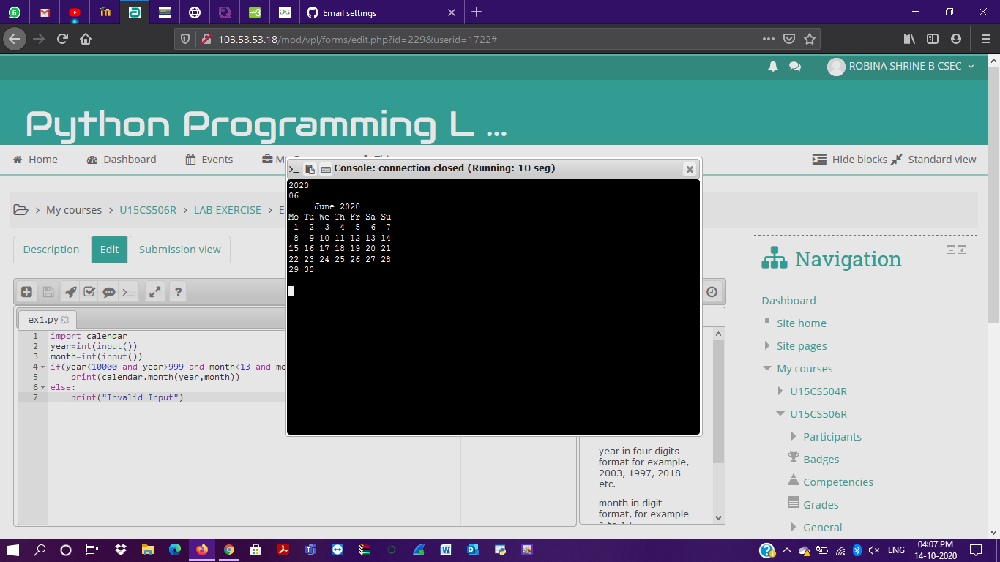 Email settings
103.53.53.18/mod/vpl/forms/edit.php?id=229&userid=1722#
ROBINA SHRINE B CSEC
Python Programming L ...
Home Dashboard Events Hide blocks Standard view
Console: connection closed (Running: 10 seg)
2020
06
June 2020
Mo Tu We Th Fr Sa Su
1 2 3 4 5 6 7
8 9 10 11 12 13 14
15 16 17 18 19 20 21
22 23 24 25 26 27 28
29 30
My courses > U15CS506R > LAB EXERCISE > E
Description Edit Submission view
ex1.py
1 import calendar
2 year=int(input())
3 month=int(input())
4 if(year<10000 and year>999 and month<13 and mo
5 print(calendar.month(year,month))
6 else:
7 print("Invalid Input")
year in four digits
format for example,
2003, 1997, 2018
etc.
month in digit
format, for example
Navigation
Dashboard
Site home
Site pages
My courses
U15CS504R
U15CS506R
Participants
Badges
Competencies
Grades
General
ENG
04:07 PM
14-10-2020